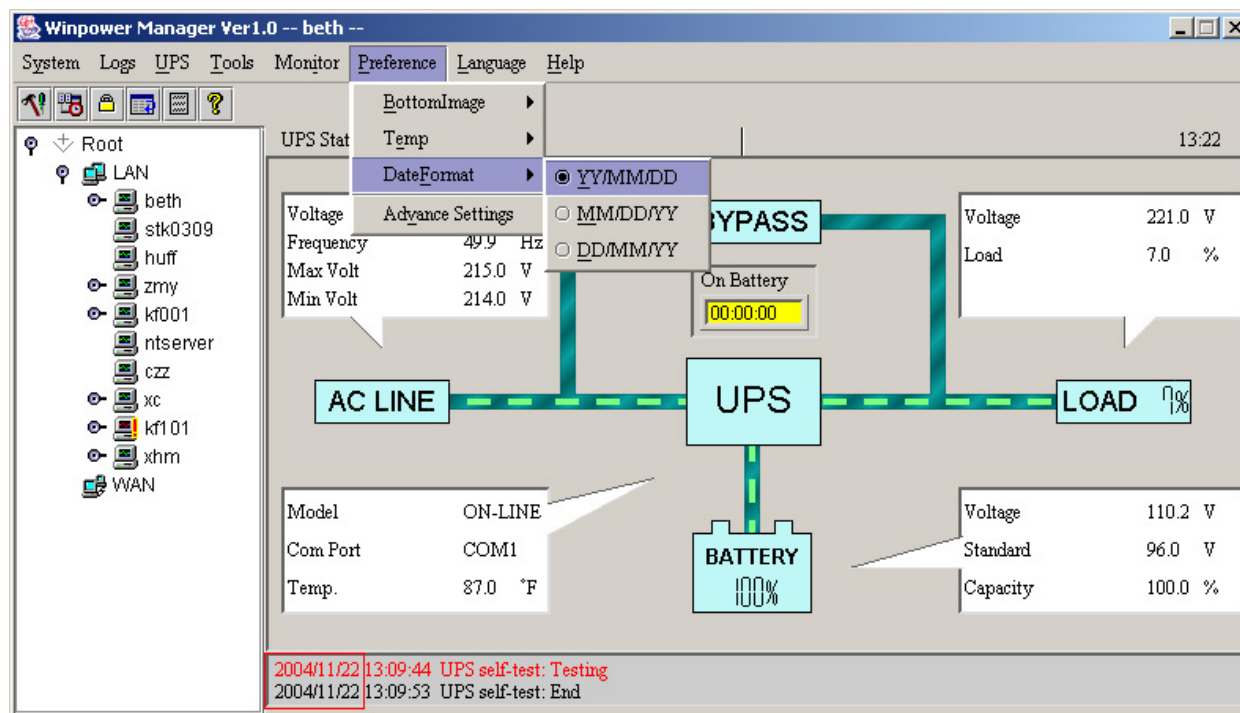 Winpower Manager Ver1.0 -- beth --
System Logs UPS Tools Monitor Preference Language Help
BottomImage
Temp
DateFormat
Advance Settings
YY/MM/DD
MM/DD/YY
DD/MM/YY
Root
LAN
beth
stk0309
huff
zmy
kf001
ntserver
czz
xc
kf101
xhm
WAN
UPS Stat
13:22
Voltage
Frequency 49.9 Hz
Max Volt 215.0 V
Min Volt 214.0 V
BYPASS
On Battery
00:00:00
Voltage 221.0 V
Load 7.0 %
AC LINE
UPS
LOAD 7%
Model ON-LINE
Com Port COM1
Temp. 87.0 °F
BATTERY
100%
Voltage 110.2 V
Standard 96.0 V
Capacity 100.0 %
2004/11/22 13:09:44 UPS self-test: Testing
2004/11/22 13:09:53 UPS self-test: End